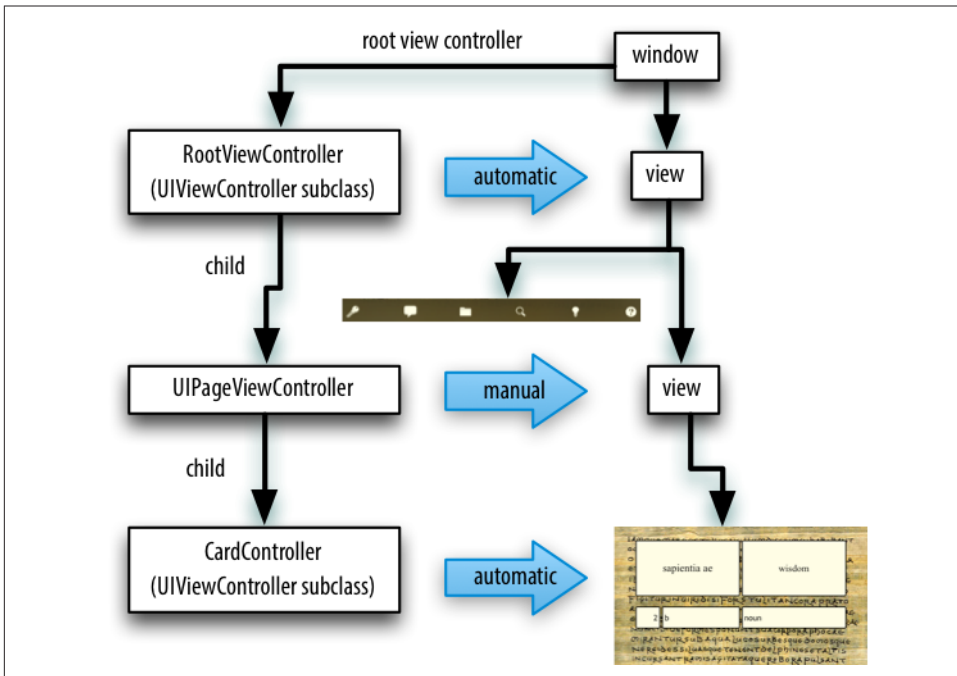 root view controller
window
RootViewController
(UIViewController subclass)
automatic
view
child
UIPageViewController
manual
view
child
CardController
(UIViewController subclass)
automatic
sapientia ae
wisdom
2
b
noun